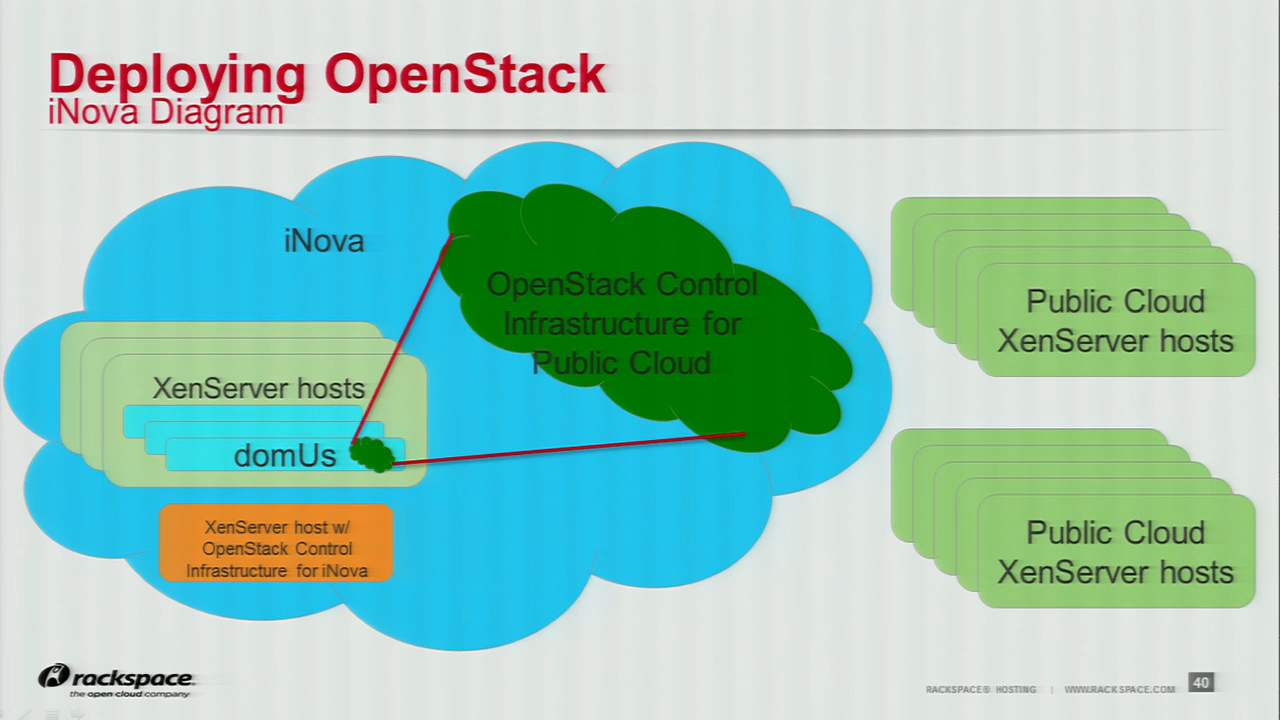 Deploying OpenStack
iNova Diagram
iNova
OpenStack Control
Infrastructure for
Public Cloud
XenServer hosts
domUs
XenServer host w/
OpenStack Control
Infrastructure for iNova
Public Cloud
XenServer hosts
Public Cloud
XenServer hosts
rackspace
the open cloud company
RACKSPACE® HOSTING | WWW.RACKSPACE.COM 40